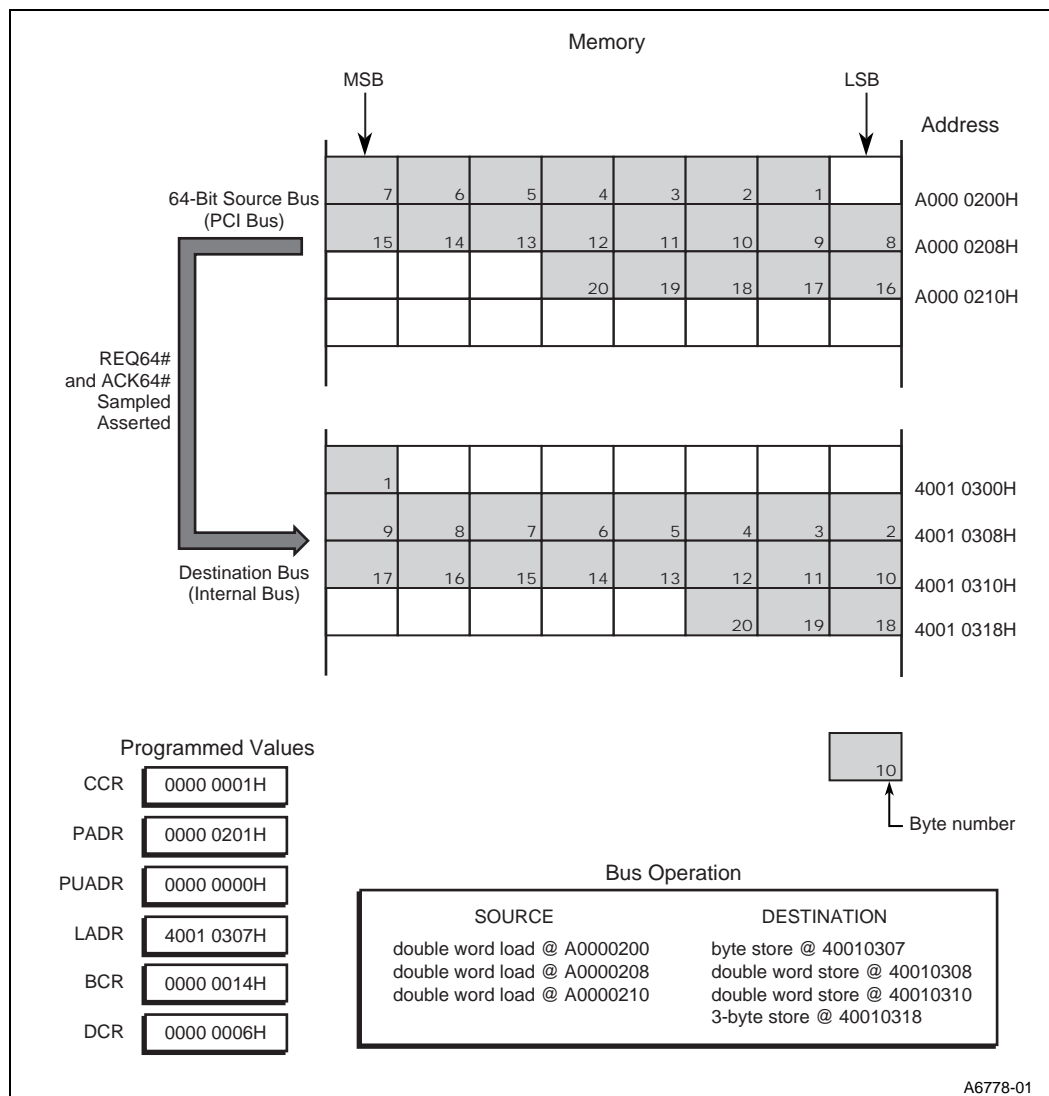 Memory
MSB LSB
Address
64-Bit Source Bus
(PCI Bus)
7 6 5 4 3 2 1
A000 0200H
15 14 13 12 11 10 9 8
A000 0208H
20 19 18 17 16
A000 0210H
REQ64#
and ACK64#
Sampled
Asserted
1
4001 0300H
9 8 7 6 5 4 3 2
4001 0308H
Destination Bus
(Internal Bus)
17 16 15 14 13 12 11 10
4001 0310H
20 19 18
4001 0318H
10
Byte number
Programmed Values
CCR 0000 0001H
PADR 0000 0201H
PUADR 0000 0000H
LADR 4001 0307H
BCR 0000 0014H
DCR 0000 0006H
Bus Operation
SOURCE
double word load @ A0000200
double word load @ A0000208
double word load @ A0000210
DESTINATION
byte store @ 40010307
double word store @ 40010308
double word store @ 40010310
3-byte store @ 40010318
A6778-01